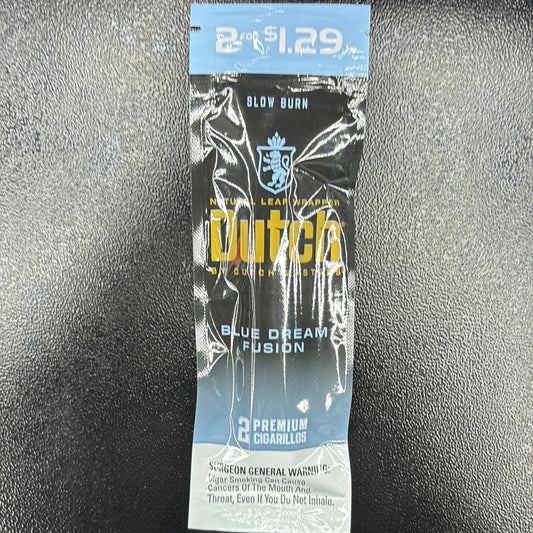 2 FOR $1.29
SLOW BURN
NATURAL LEAF WRAPPER
Dutch
BY DUTCH MASTERS
BLUE DREAM
FUSION
2 PREMIUM
CIGARILLOS
SURGEON GENERAL WARNING:
Cigar Smoking Can Cause
Cancers Of The Mouth And
Throat, Even If You Do Not Inhale.